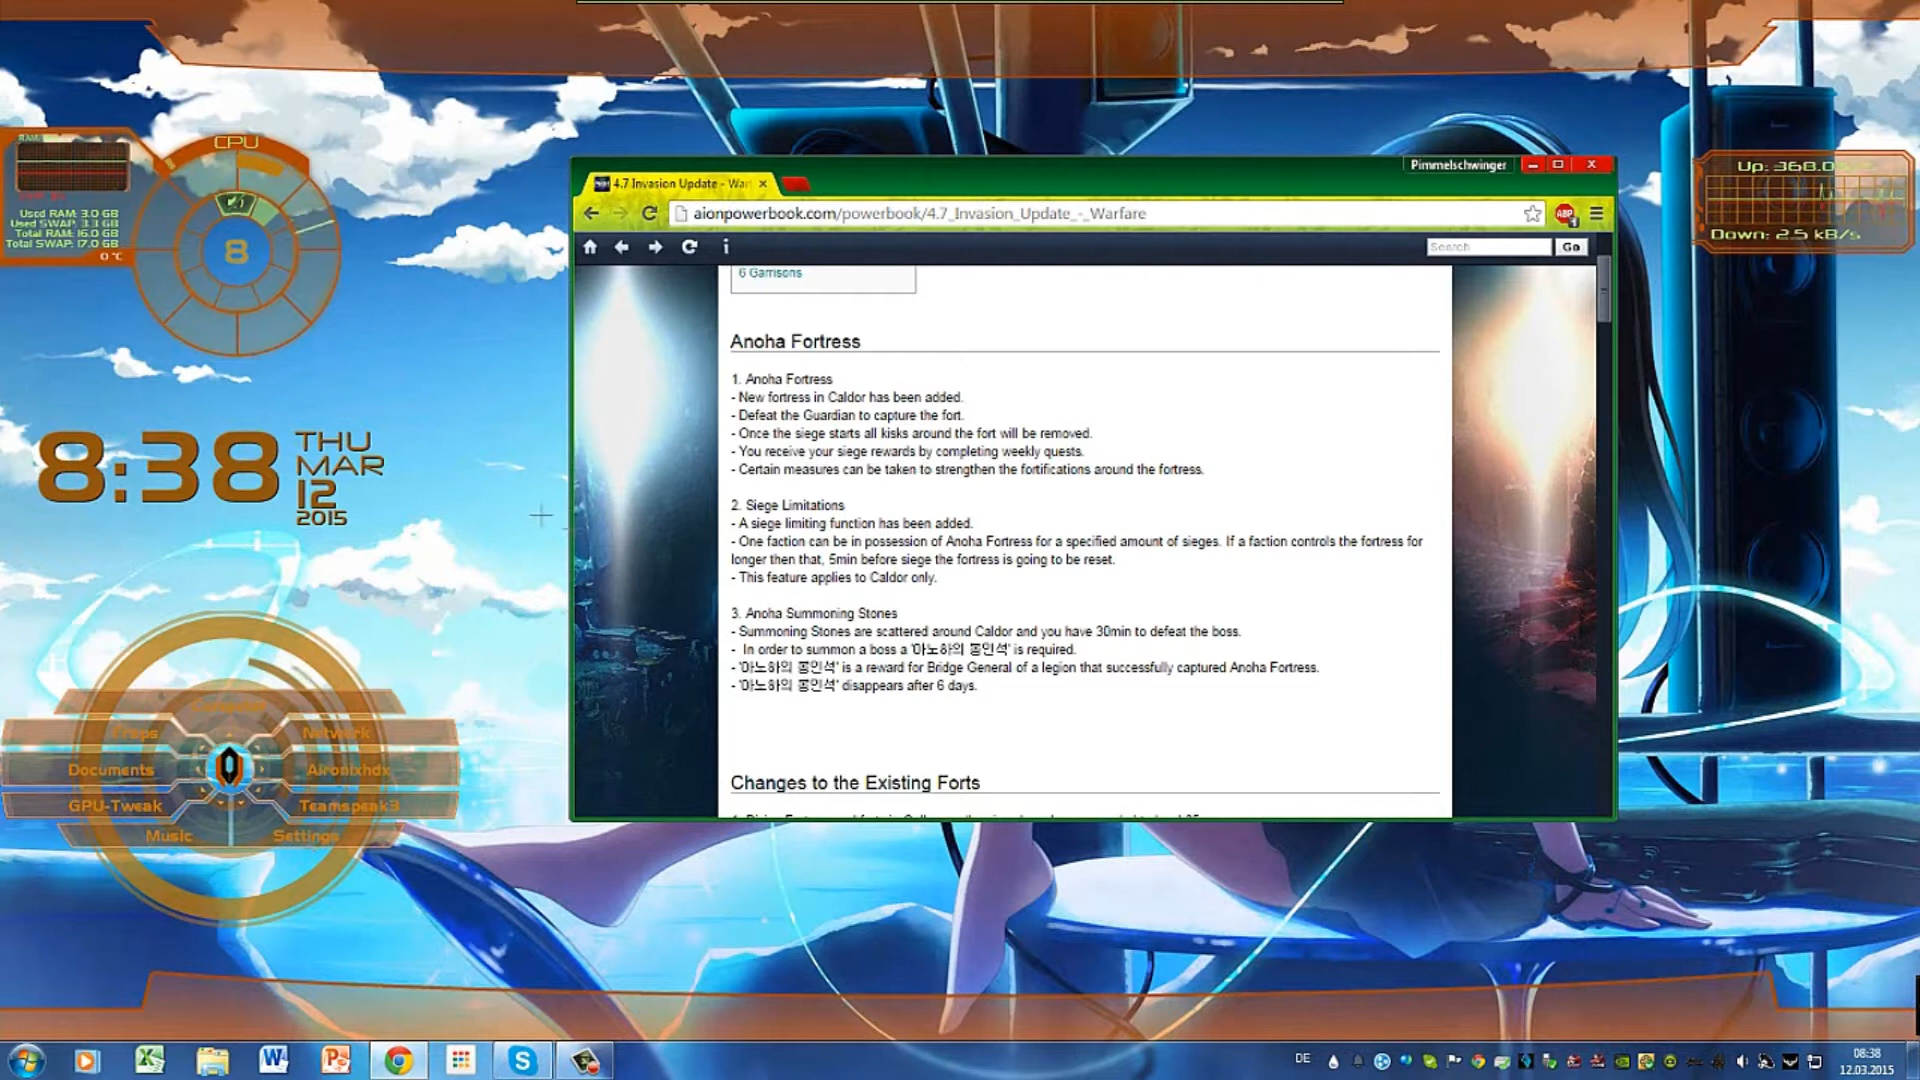 Pimmelschwinger
4.7 Invasion Update - War
aionpowerbook.com/powerbook/4.7_Invasion_Update_-_Warfare
ABP
Search
Go
6 Garrisons
Anoha Fortress
1. Anoha Fortress
- New fortress in Caldor has been added.
- Defeat the Guardian to capture the fort.
- Once the siege starts all kisks around the fort will be removed.
- You receive your siege rewards by completing weekly quests.
- Certain measures can be taken to strengthen the fortifications around the fortress.
2. Siege Limitations
- A siege limiting function has been added.
- One faction can be in possession of Anoha Fortress for a specified amount of sieges. If a faction controls the fortress for
longer then that, 5min before siege the fortress is going to be reset.
- This feature applies to Caldor only.
3. Anoha Summoning Stones
- Summoning Stones are scattered around Caldor and you have 30min to defeat the boss.
- In order to summon a boss a '마노하의 봉인석' is required.
- '마노하의 봉인석' is a reward for Bridge General of a legion that successfully captured Anoha Fortress.
- '마노하의 봉인석' disappears after 6 days.
Changes to the Existing Forts
RAM
CPU
Used RAM: 3.0 GB
Used SWAP: 3.3 GB
Total RAM: 16.0 GB
Total SWAP: 17.0 GB
0°C
8
Up: 368.0
Down: 2.5 kB/s
8:38
THU
MAR
12
2015
Computer
Network
Documents
Aironixhdx
GPU-Tweak
Teamspeak3
Music
Settings
DE
08:38
12.03.2015